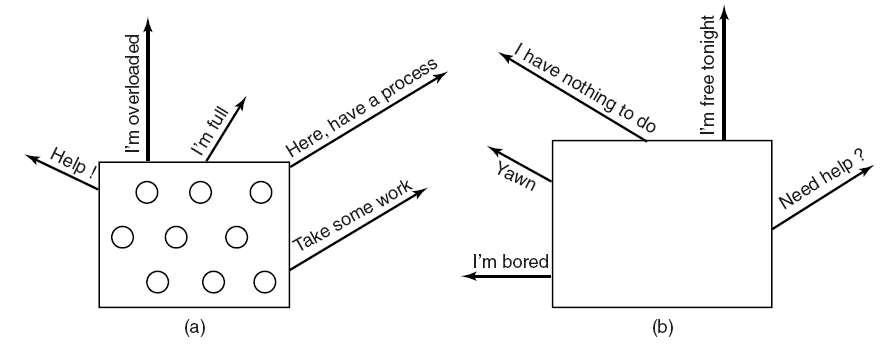 I'm overloaded
I'm full
Here, have a process
Help !
Take some work
(a)
I have nothing to do
I'm free tonight
Yawn
Need help ?
I'm bored
(b)